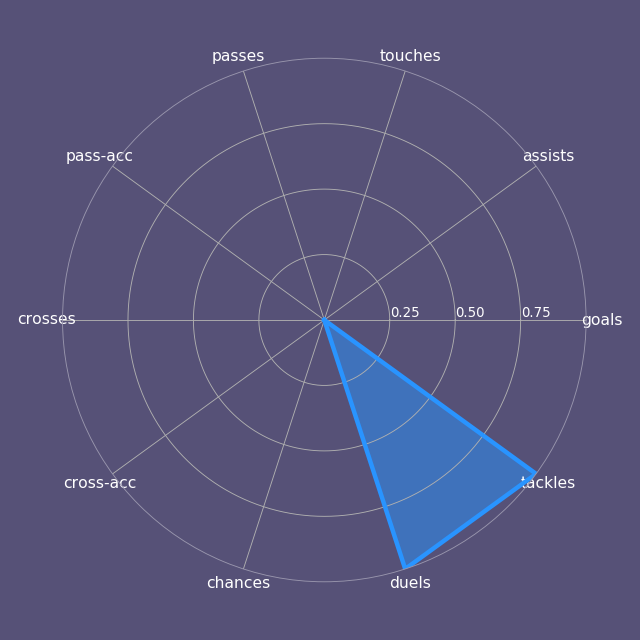 passes touches
pass-acc assists
crosses 0.25 0.50 0.75 goals
cross-acc tackles
chances duels